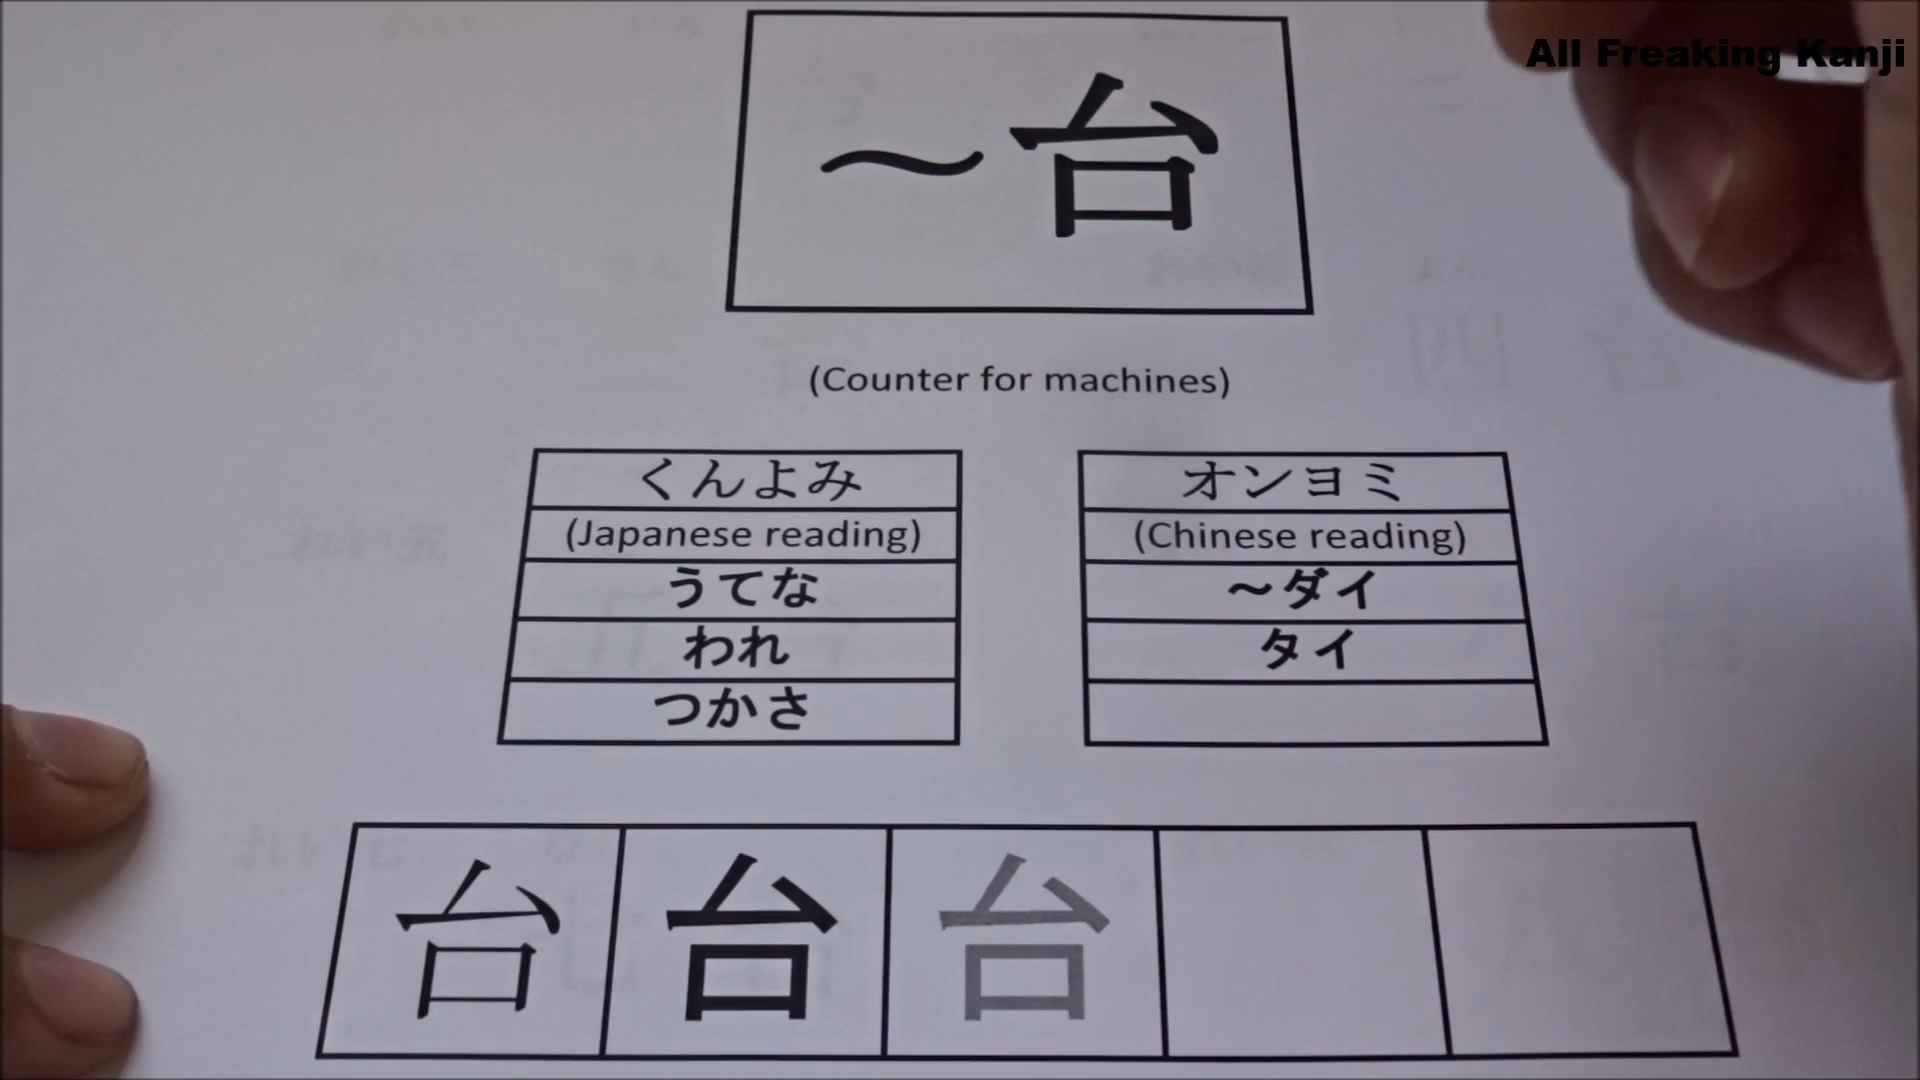 All Freaking Kanji
～台
(Counter for machines)
くんよみ
(Japanese reading)
うてな
われ
つかさ
オンヨミ
(Chinese reading)
～ダイ
タイ
台 台 台